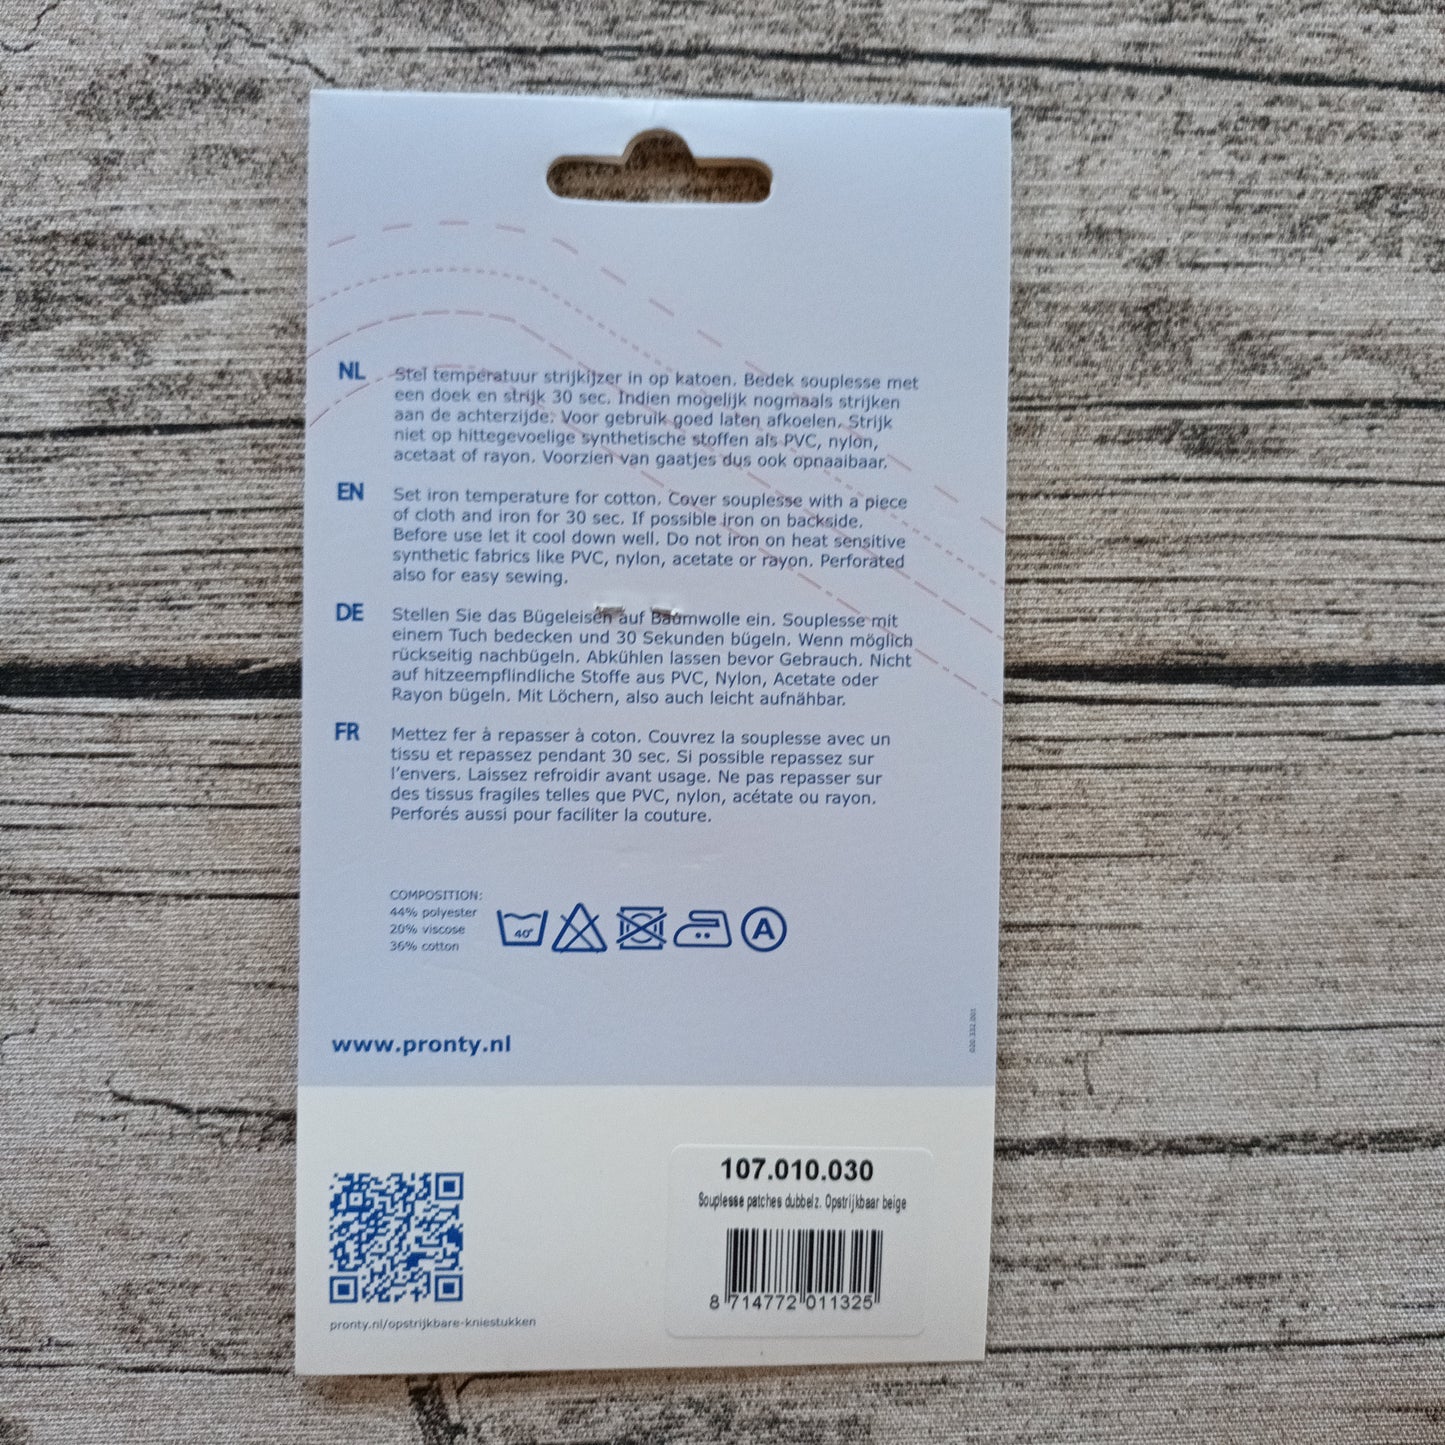 NL Stel temperatuur strijkijzer in op katoen. Bedek souplesse met
een doek en strijk 30 sec. Indien mogelijk nogmaals strijken
aan de achterzijde. Voor gebruik goed laten afkoelen. Strijk
niet op hittegevoelige synthetische stoffen als PVC, nylon,
acetaat of rayon. Voorzien van gaatjes dus ook opnaaibaar.
EN Set iron temperature for cotton. Cover souplesse with a piece
of cloth and iron for 30 sec. If possible iron on backside.
Before use let it cool down well. Do not iron on heat sensitive
synthetic fabrics like PVC, nylon, acetate or rayon. Perforated
also for easy sewing.
DE Stellen Sie das Bügeleisen auf Baumwolle ein. Souplesse mit
einem Tuch bedecken und 30 Sekunden bügeln. Wenn möglich
rückseitig nachbügeln. Abkühlen lassen bevor Gebrauch. Nicht
auf hitzeempflindliche Stoffe aus PVC, Nylon, Acetate oder
Rayon bügeln. Mit Löchern, also auch leicht aufnähbar.
FR Mettez fer à repasser à coton. Couvrez la souplesse avec un
tissu et repassez pendant 30 sec. Si possible repassez sur
l'envers. Laissez refroidir avant usage. Ne pas repasser sur
des tissus fragiles telles que PVC, nylon, acétate ou rayon.
Perforés aussi pour faciliter la couture.
COMPOSITION:
44% polyester
20% viscose
36% cotton
40°
A
020.332.001
www.pronty.nl
pronty.nl/opstrijkbare-kniestukken
107.010.030
Souplesse patches dubbelz. Opstrijkbaar beige
8 714772 011325